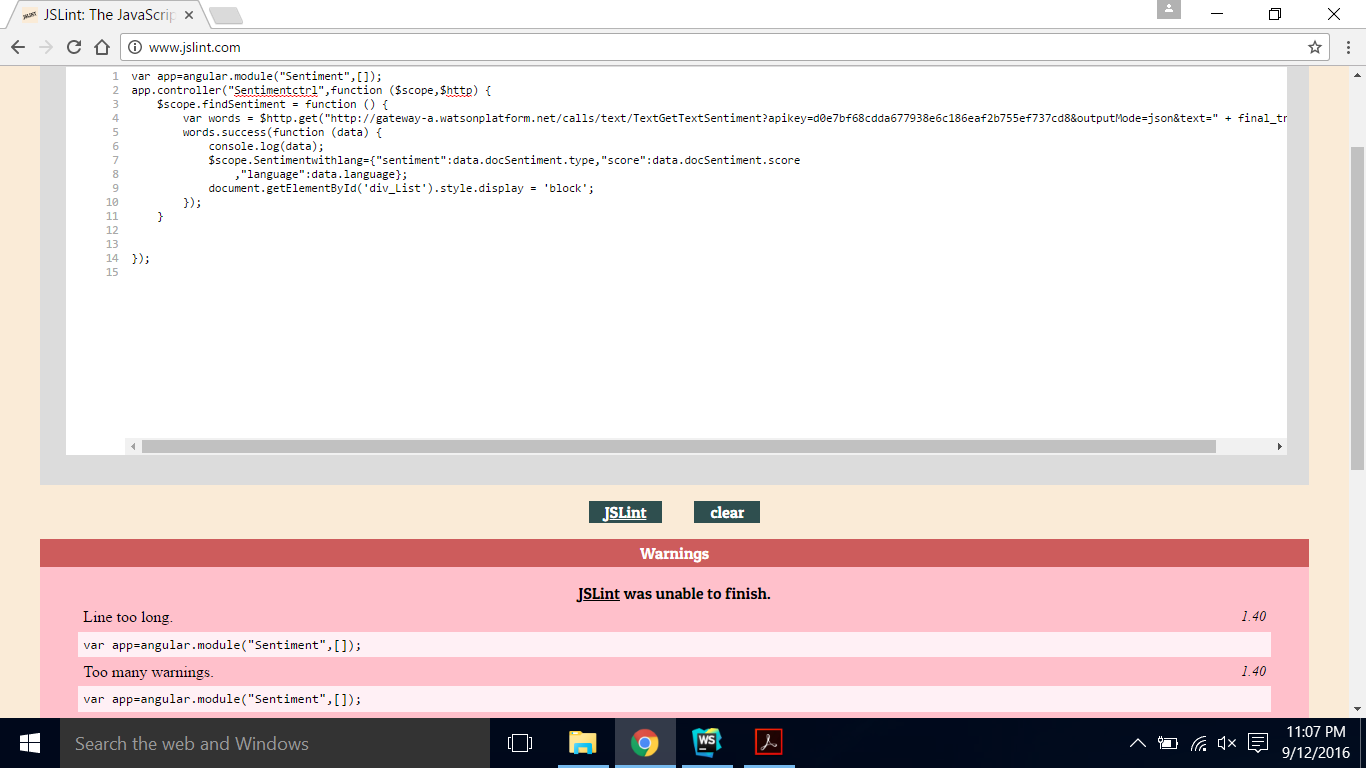 JSLint: The JavaScrip
www.jslint.com
1 var app=angular.module("Sentiment",[]);
2 app.controller("Sentimentctrl",function ($scope,$http) {
3 $scope.findSentiment = function () {
4 var words = $http.get("http://gateway-a.watsonplatform.net/calls/text/TextGetTextSentiment?apikey=d0e7bf68cdda677938e6c186eaf2b755ef737cd8&outputMode=json&text=" + final_tr
5 words.success(function (data) {
6 console.log(data);
7 $scope.Sentimentwithlang={"sentiment":data.docSentiment.type,"score":data.docSentiment.score
8 ,"language":data.language};
9 document.getElementById('div_List').style.display = 'block';
10 });
11 }
12
13
14 });
15
JSLint clear
Warnings
JSLint was unable to finish.
Line too long. 1.40
var app=angular.module("Sentiment",[]);
Too many warnings. 1.40
var app=angular.module("Sentiment",[]);
Search the web and Windows
WS
11:07 PM
9/12/2016